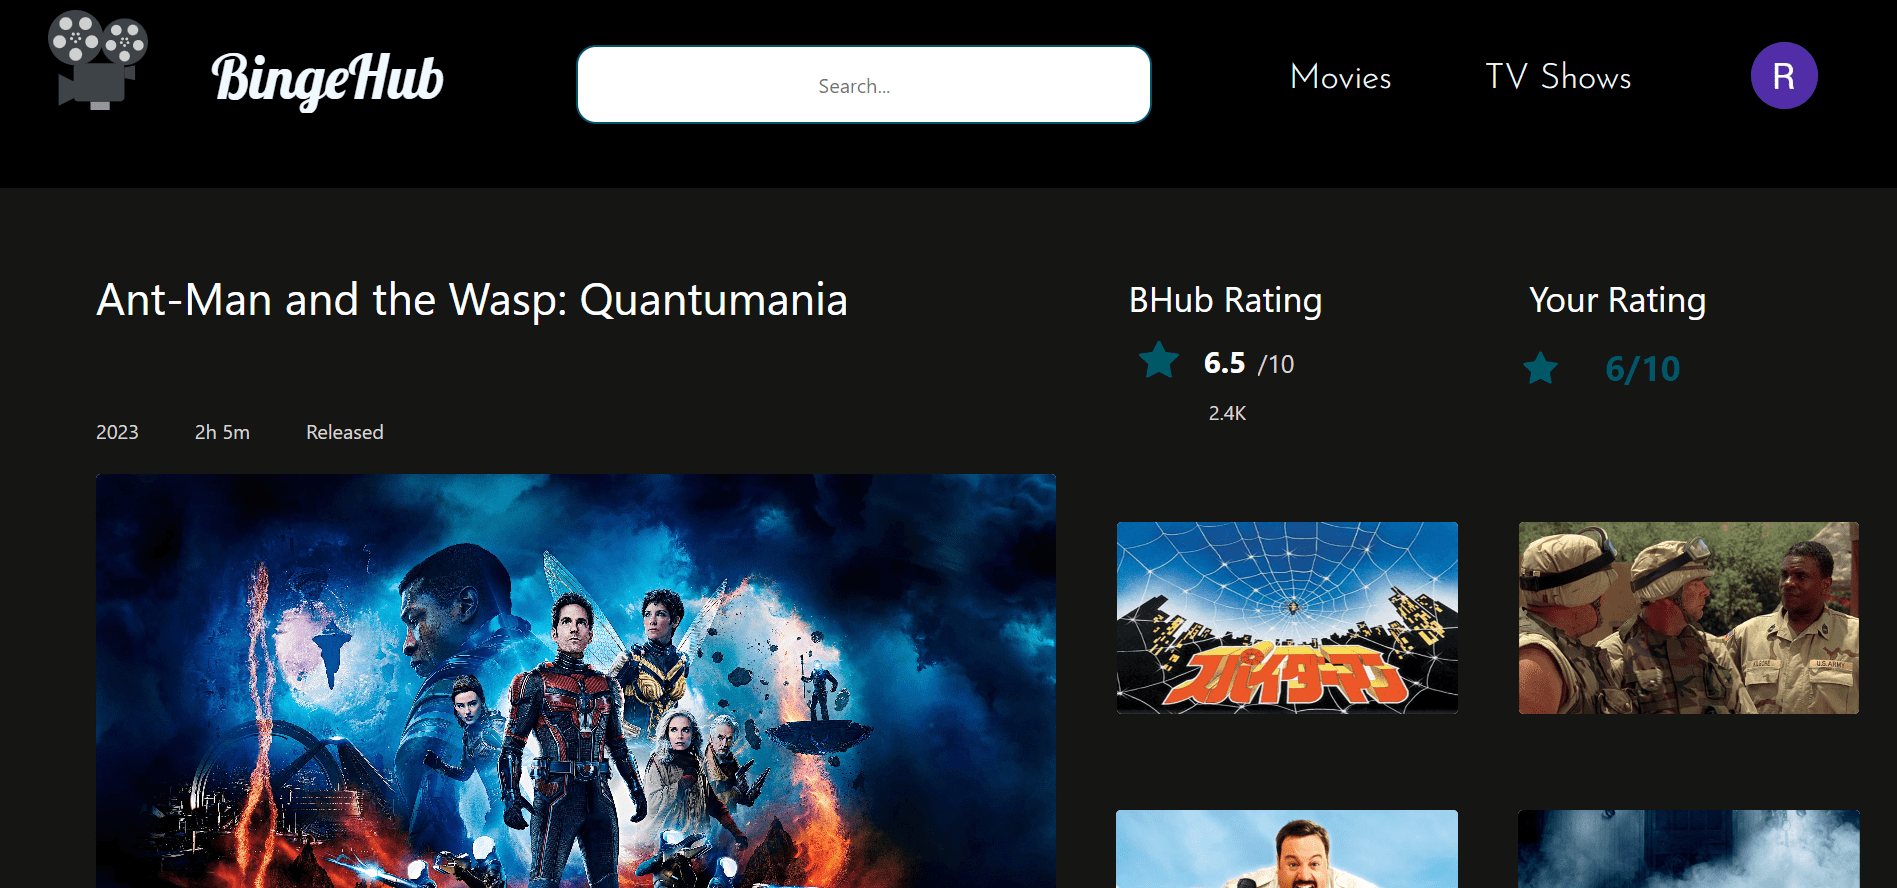 BingeHub
Search...
Movies
TV Shows
R
Ant-Man and the Wasp: Quantumania
BHub Rating
Your Rating
6.5 /10
6/10
2.4K
2023
2h 5m
Released
スパイダーマン
KILGORE
U.S. ARMY